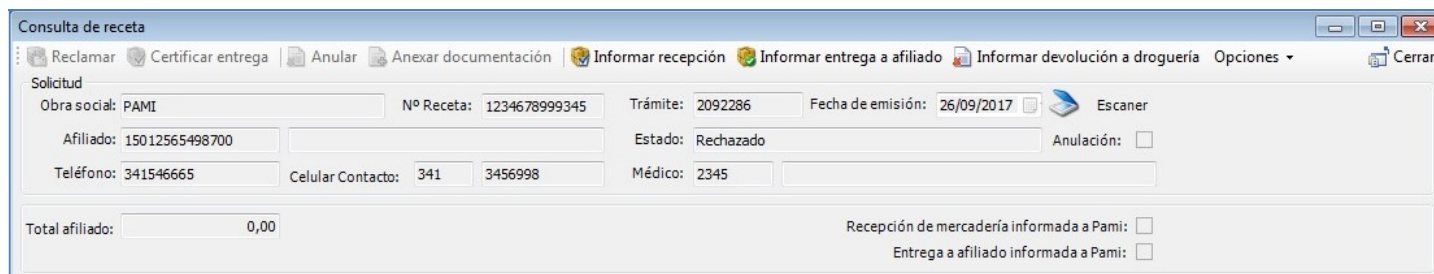 Consulta de receta
Reclamar Certificar entrega Anular Anexar documentación Informar recepción Informar entrega a afiliado Informar devolución a droguería Opciones Cerrar
Solicitud
Obra social: PAMI Nº Receta: 1234678999345 Trámite: 2092286 Fecha de emisión: 26/09/2017 Escaner
Afiliado: 15012565498700 Estado: Rechazado Anulación:
Teléfono: 341546665 Celular Contacto: 341 3456998 Médico: 2345
Total afiliado: 0,00 Recepción de mercadería informada a Pami:
Entrega a afiliado informada a Pami: